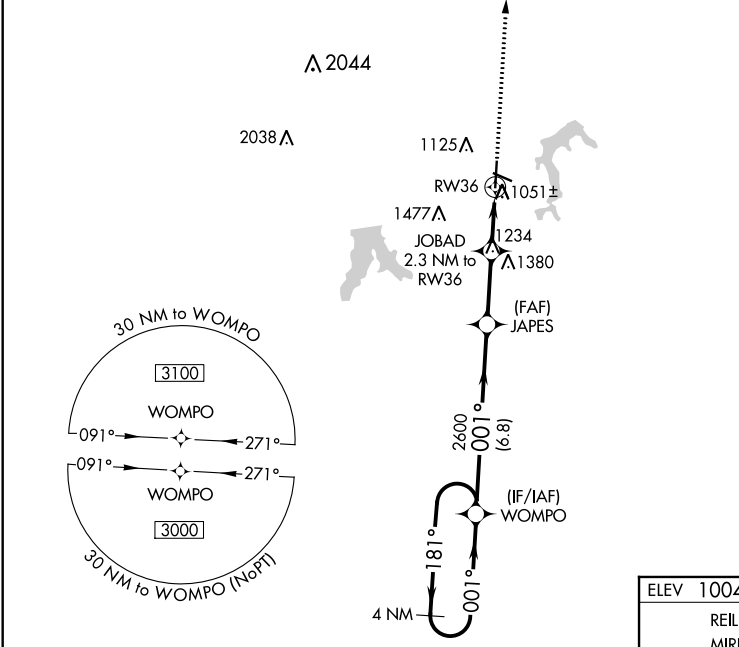 2044
2038
1125
RW36
1051±
1477
JOBAD
2.3 NM to
RW36
1234
1380
(FAF)
JAPES
30 NM to WOMPO
3100
WOMPO
091°
271°
091°
271°
WOMPO
3000
30 NM to WOMPO (NoPT)
2600
001°
(6.8)
(IF/IAF)
WOMPO
181°
001°
4 NM
ELEV 1004
REIL
MIRL